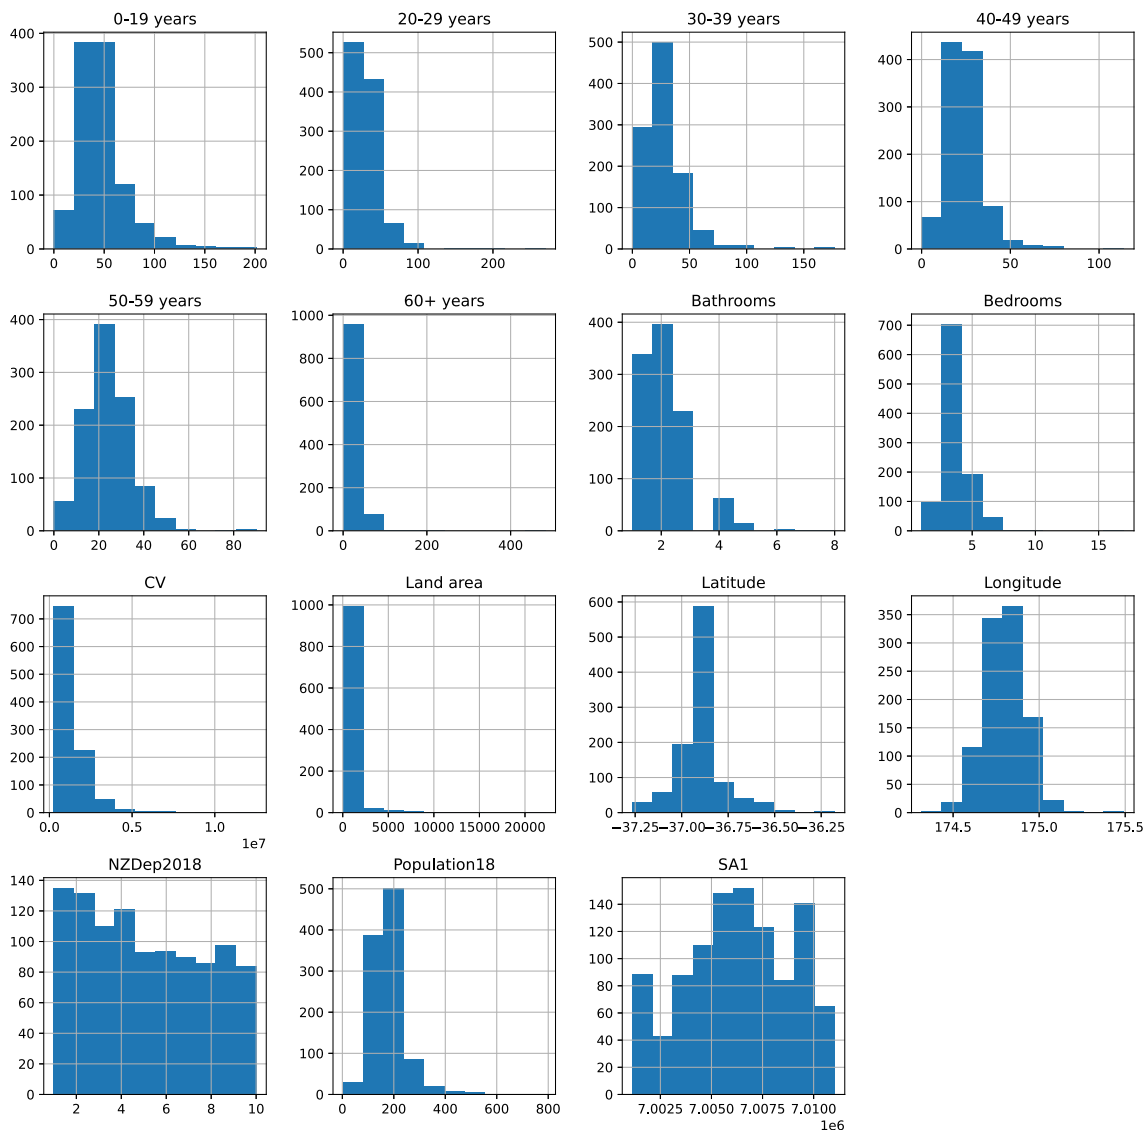 0-19 years 20-29 years 30-39 years 40-49 years
400 300 200 100 0
0 50 100 150 200
500 400 300 200 100 0
0 100 200
500 400 300 200 100 0
0 50 100 150
400 300 200 100 0
0 50 100
50-59 years 60+ years Bathrooms Bedrooms
400 300 200 100 0
0 20 40 60 80
1000 800 600 400 200 0
0 200 400
400 300 200 100 0
2 4 6 8
700 600 500 400 300 200 100 0
5 10 15
CV Land area Latitude Longitude
700 600 500 400 300 200 100 0
0.0 0.5 1.0
1e7
1000 800 600 400 200 0
0 5000 10000 15000 20000
600 500 400 300 200 100 0
−37.25 −37.00 −36.75 −36.50 −36.25
350 300 250 200 150 100 50 0
174.5 175.0 175.5
NZDep2018 Population18 SA1
140 120 100 80 60 40 20 0
2 4 6 8 10
500 400 300 200 100 0
0 200 400 600 800
140 120 100 80 60 40 20 0
7.0025 7.0050 7.0075 7.0100
1e6